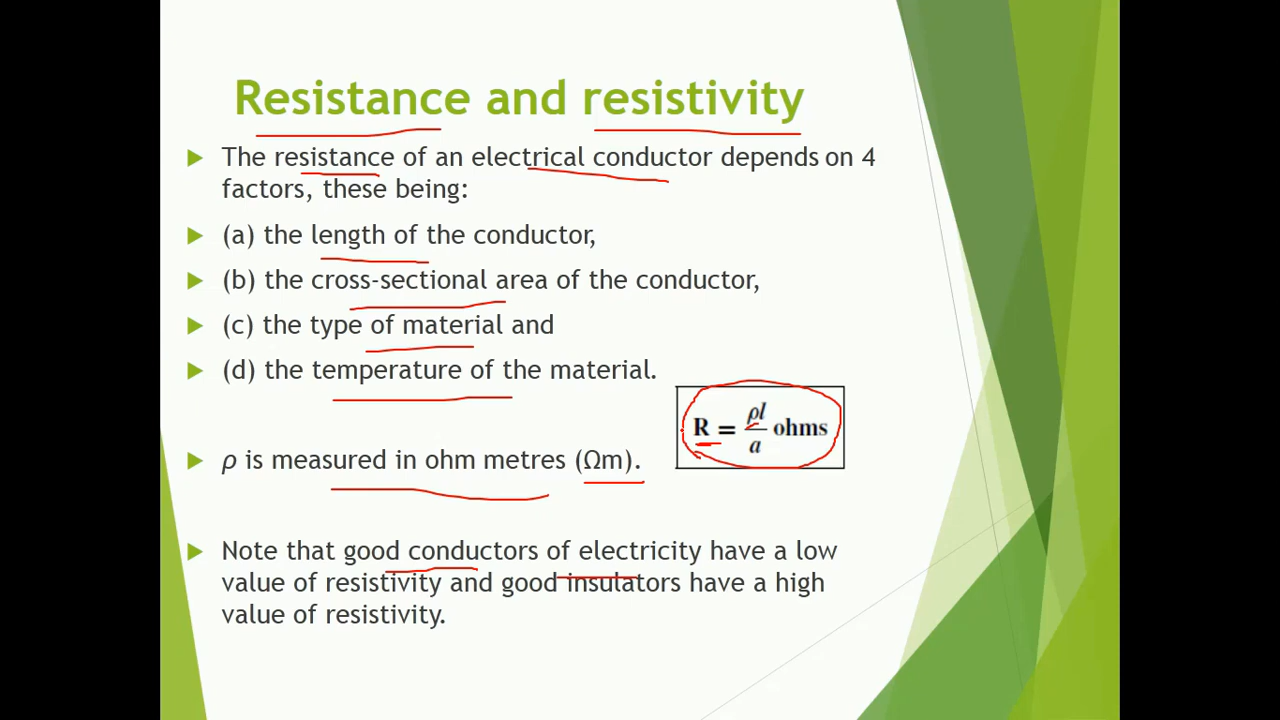 Resistance and resistivity
The resistance of an electrical conductor depends on 4
factors, these being:
(a) the length of the conductor,
(b) the cross-sectional area of the conductor,
(c) the type of material and
(d) the temperature of the material.
R = ρl/a ohms
ρ is measured in ohm metres (Ωm).
Note that good conductors of electricity have a low
value of resistivity and good insulators have a high
value of resistivity.